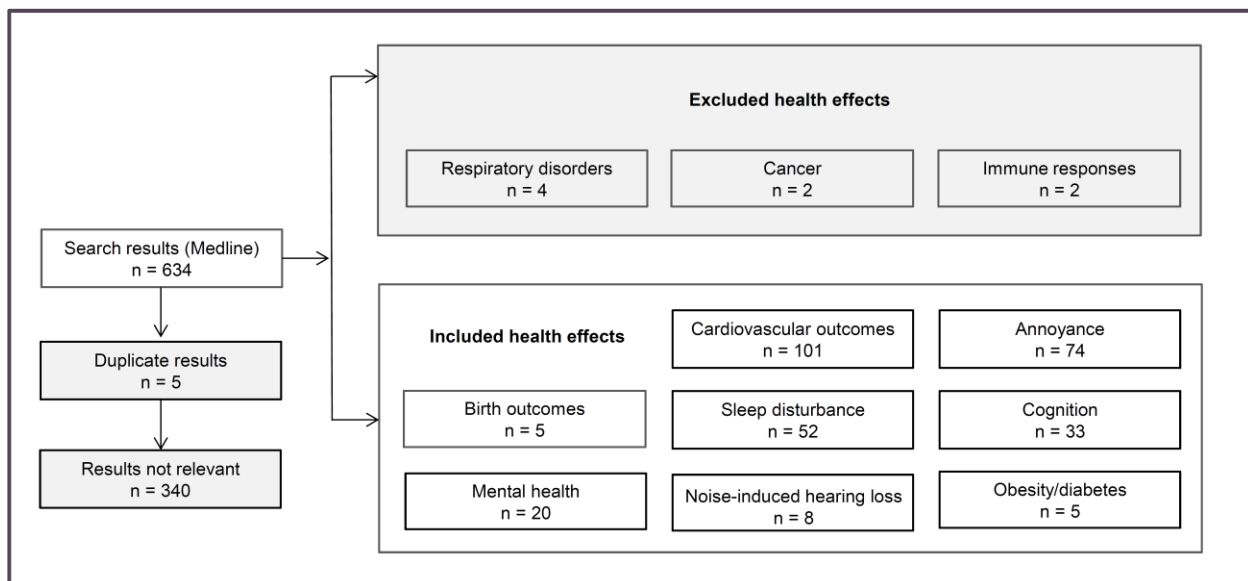 Excluded health effects
Respiratory disorders
n = 4
Cancer
n = 2
Immune responses
n = 2
Search results (Medline)
n = 634
Duplicate results
n = 5
Results not relevant
n = 340
Included health effects
Cardiovascular outcomes
n = 101
Annoyance
n = 74
Birth outcomes
n = 5
Sleep disturbance
n = 52
Cognition
n = 33
Mental health
n = 20
Noise-induced hearing loss
n = 8
Obesity/diabetes
n = 5